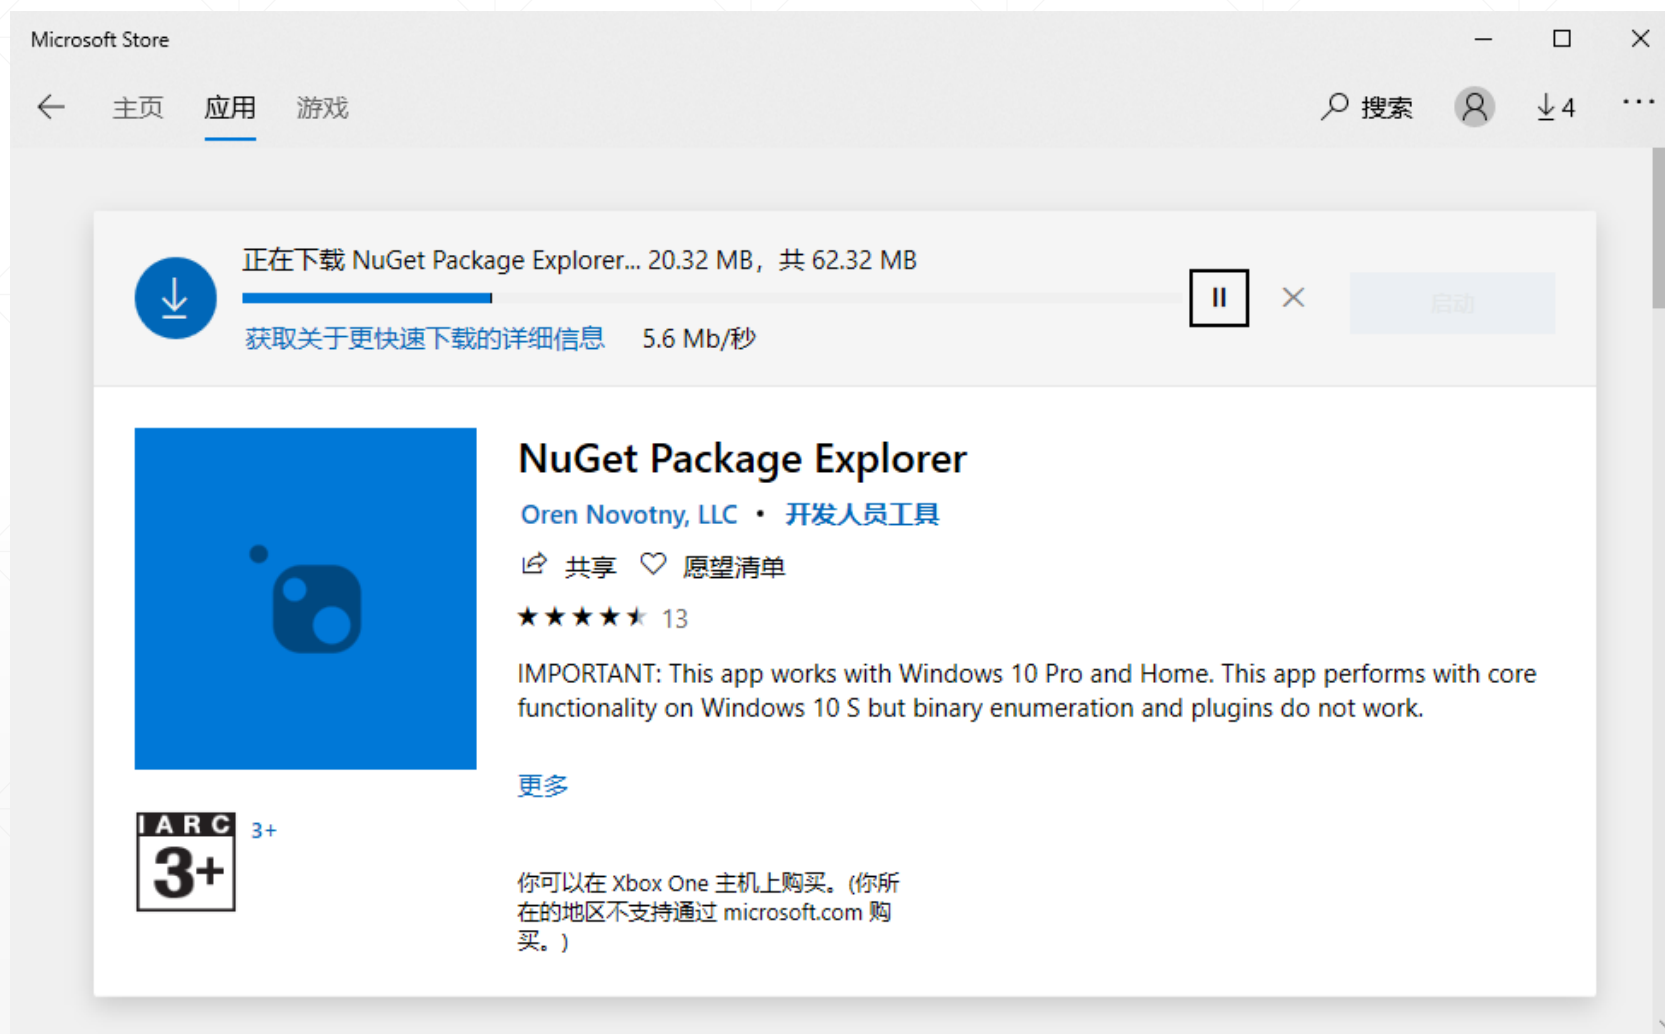 Microsoft Store
主页 应用 游戏 搜索 4
正在下载 NuGet Package Explorer... 20.32 MB，共 62.32 MB
获取关于更快速下载的详细信息 5.6 Mb/秒
启动
NuGet Package Explorer
Oren Novotny, LLC • 开发人员工具
共享 愿望清单
13
IMPORTANT: This app works with Windows 10 Pro and Home. This app performs with core
functionality on Windows 10 S but binary enumeration and plugins do not work.
更多
IARC
3+
3+
你可以在 Xbox One 主机上购买。(你所
在的地区不支持通过 microsoft.com 购
买。)